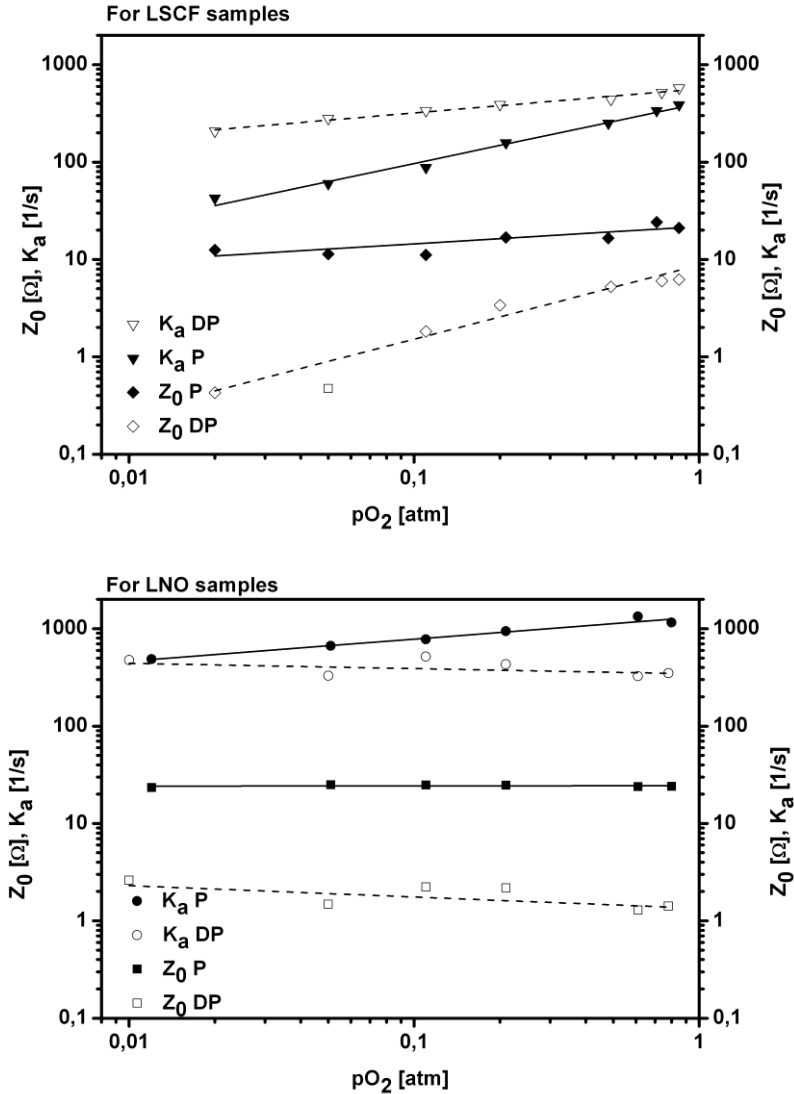 For LSCF samples
1000
100
10
1
0,1
1000
100
10
1
0,1
Z0 [Ω], Ka [1/s]
Z0 [Ω], Ka [1/s]
Ka DP
Ka P
Z0 P
Z0 DP
0,01
0,1
1
pO2 [atm]
For LNO samples
1000
100
10
1
0,1
1000
100
10
1
0,1
Z0 [Ω], Ka [1/s]
Z0 [Ω], Ka [1/s]
Ka P
Ka DP
Z0 P
Z0 DP
0,01
0,1
1
pO2 [atm]